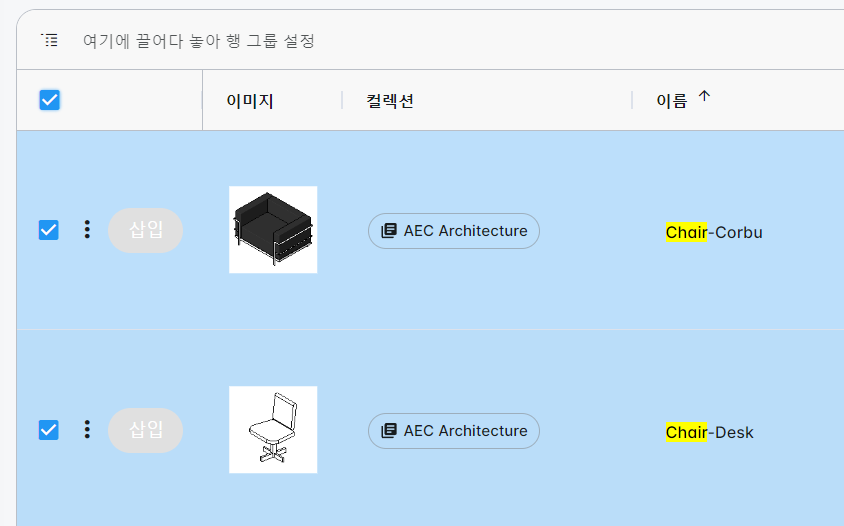 여기에 끌어다 놓아 행 그룹 설정
이미지 컬렉션 이름
삽입 AEC Architecture Chair-Corbu
삽입 AEC Architecture Chair-Desk